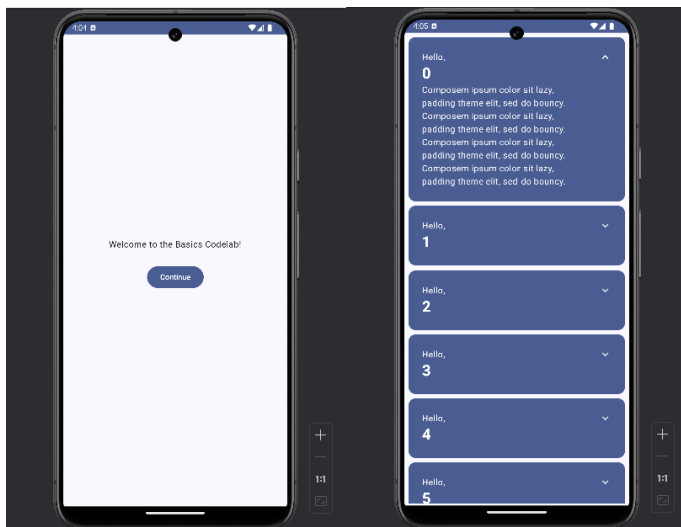 4:04
Welcome to the Basics Codelab!
Continue
1:1
4:05
Hello,
0
Composem ipsum color sit lazy,
padding theme elit, sed do bouncy.
Composem ipsum color sit lazy,
padding theme elit, sed do bouncy.
Composem ipsum color sit lazy,
padding theme elit, sed do bouncy.
Composem ipsum color sit lazy,
padding theme elit, sed do bouncy.
Hello,
1
Hello,
2
Hello,
3
Hello,
4
Hello,
5
1:1